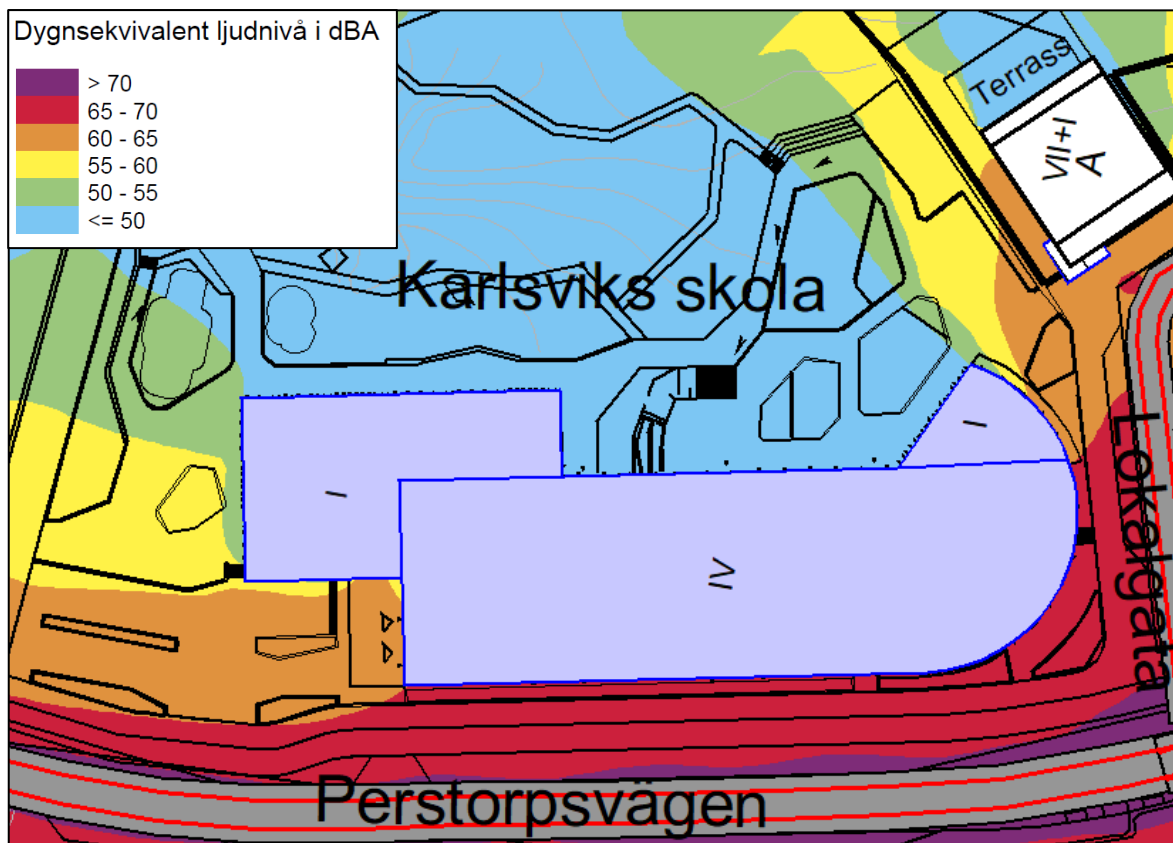 Dygnsekvivalent ljudnivå i dBA
> 70
65 - 70
60 - 65
55 - 60
50 - 55
<= 50
Terrass
VII+I
A
Karlsviks skola
I
I
IV
Lokalgata
Perstorpsvägen